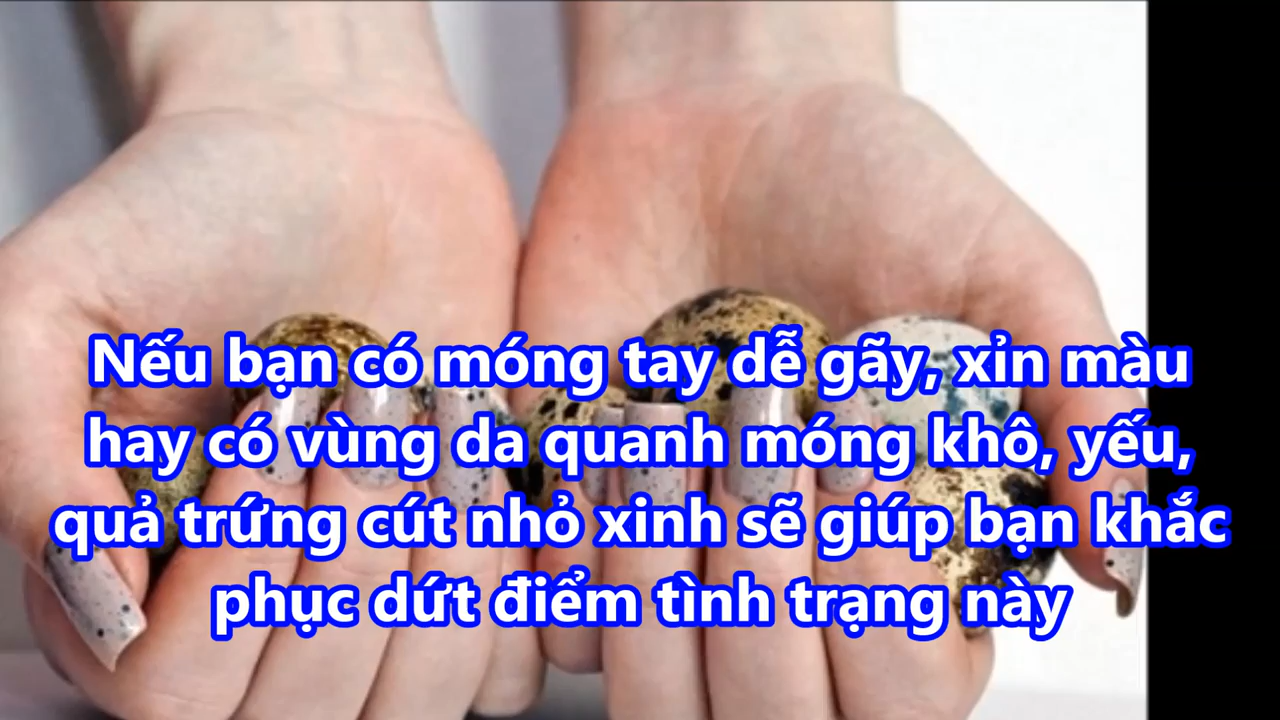 Nếu bạn có móng tay dễ gãy, xỉn màu
hay có vùng da quanh móng khô, yếu,
quả trứng cút nhỏ xinh sẽ giúp bạn khắc
phục dứt điểm tình trạng này